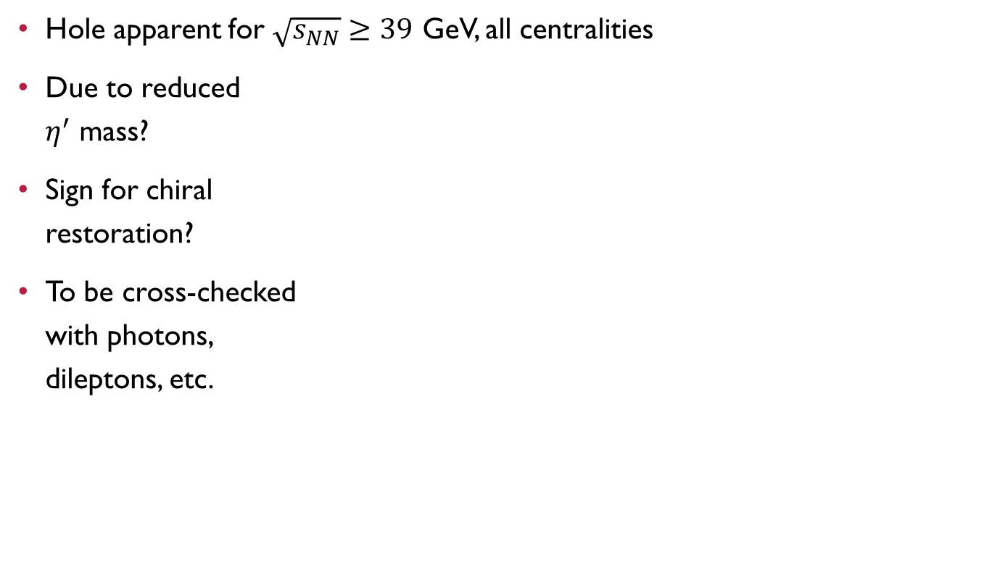 • Hole apparent for √s_NN ≥ 39 GeV, all centralities
• Due to reduced
η′ mass?
• Sign for chiral
restoration?
• To be cross-checked
with photons,
dileptons, etc.